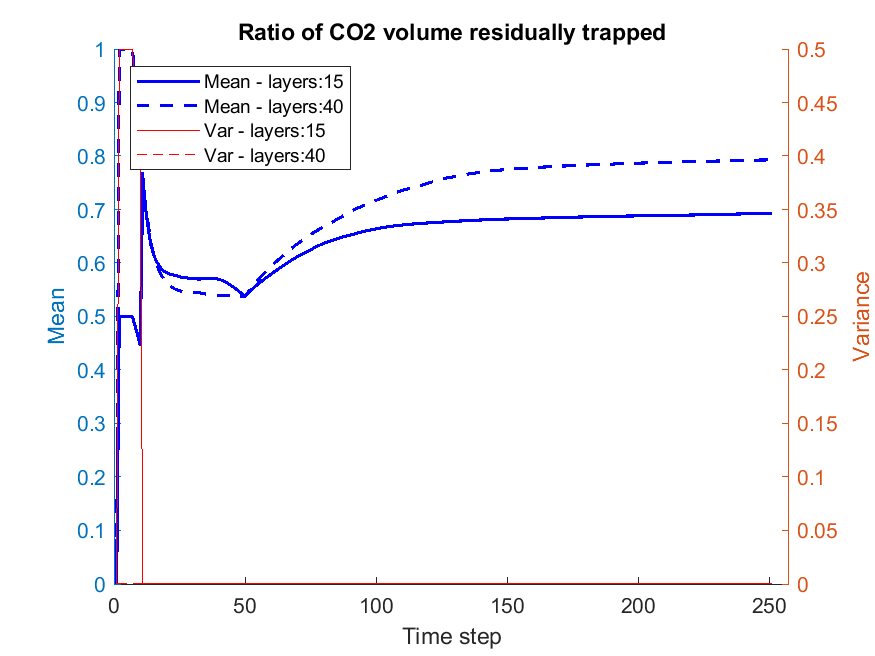 Ratio of CO2 volume residually trapped
Mean - layers:15
Mean - layers:40
Var - layers:15
Var - layers:40
Mean
1
0.9
0.8
0.7
0.6
0.5
0.4
0.3
0.2
0.1
0
Variance
0.5
0.45
0.4
0.35
0.3
0.25
0.2
0.15
0.1
0.05
0
0 50 100 150 200 250
Time step